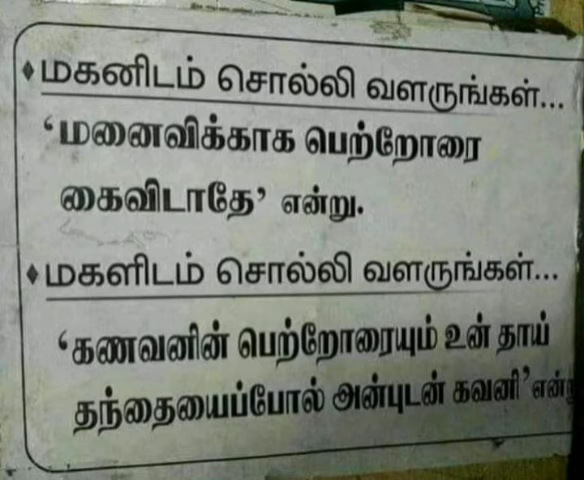 ♦மகனிடம் சொல்லி வளருங்கள்...
‘மனைவிக்காக பெற்றோரை
கைவிடாதே’ என்று.
♦மகளிடம் சொல்லி வளருங்கள்...
‘கணவனின் பெற்றோரையும் உன் தாய்
தந்தையைப்போல் அன்புடன் கவனி’